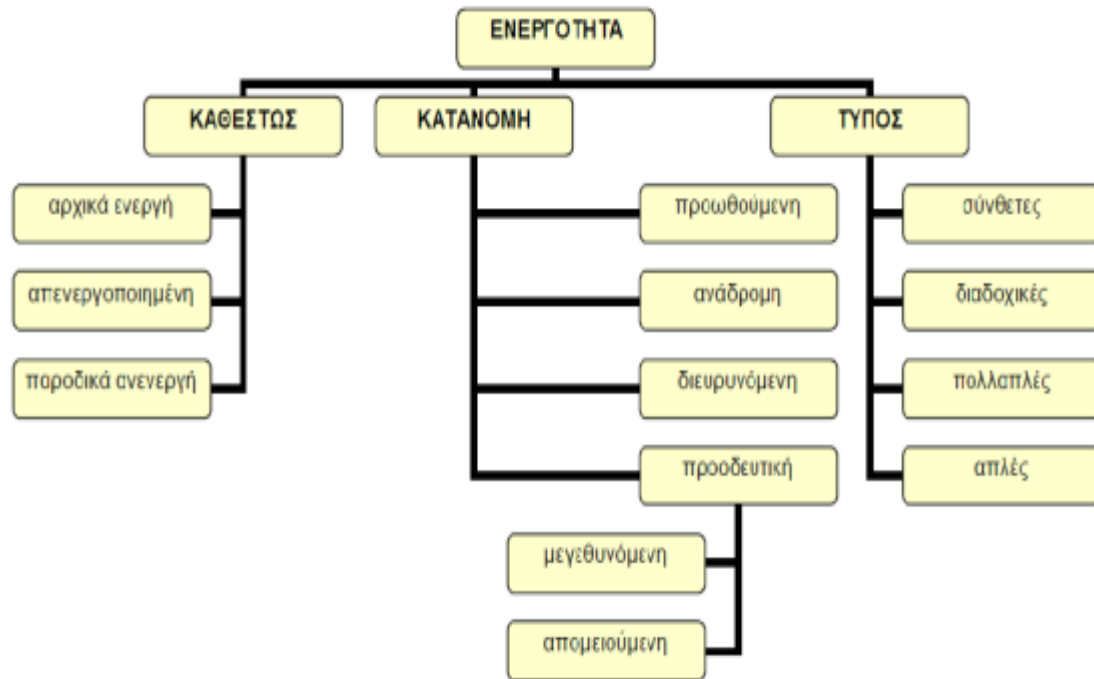 ΕΝΕΡΓΟΤΗΤΑ
ΚΑΘΕΣΤΩΣ
ΚΑΤΑΝΟΜΗ
ΤΥΠΟΣ
αρχικά ενεργή
προωθούμενη
σύνθετες
απενεργοποιημένη
ανάδρομη
διαδοχικές
παροδικά ανενεργή
διευρυνόμενη
πολλαπλές
προοδευτική
απλές
μεγεθυνόμενη
απομειούμενη